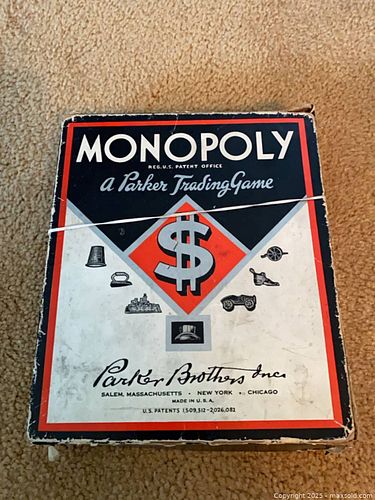 MONOPOLY
REG. U.S. PATENT OFFICE
A Parker Trading Game
$
Parker Brothers Inc.
SALEM, MASSACHUSETTS • NEW YORK • CHICAGO
MADE IN U.S.A.
U.S. PATENTS 1,509,312-2,026,082
Copyright 2025 - maxsold.com